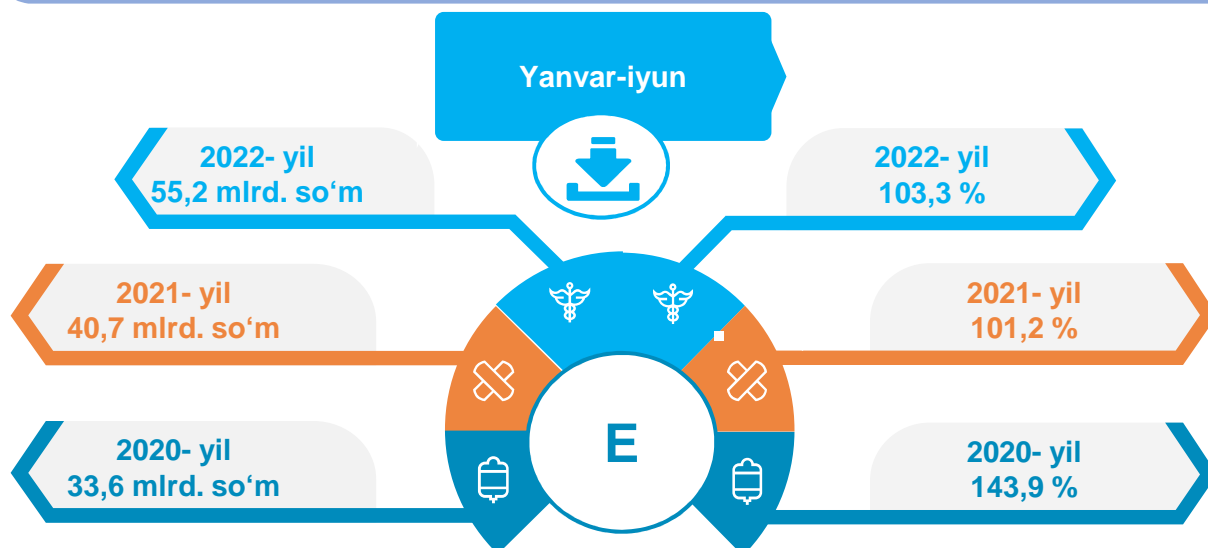 Yanvar-iyun
2022- yil
55,2 mlrd. so‘m
2022- yil
103,3 %
2021- yil
40,7 mlrd. so‘m
2021- yil
101,2 %
E
2020- yil
33,6 mlrd. so‘m
2020- yil
143,9 %